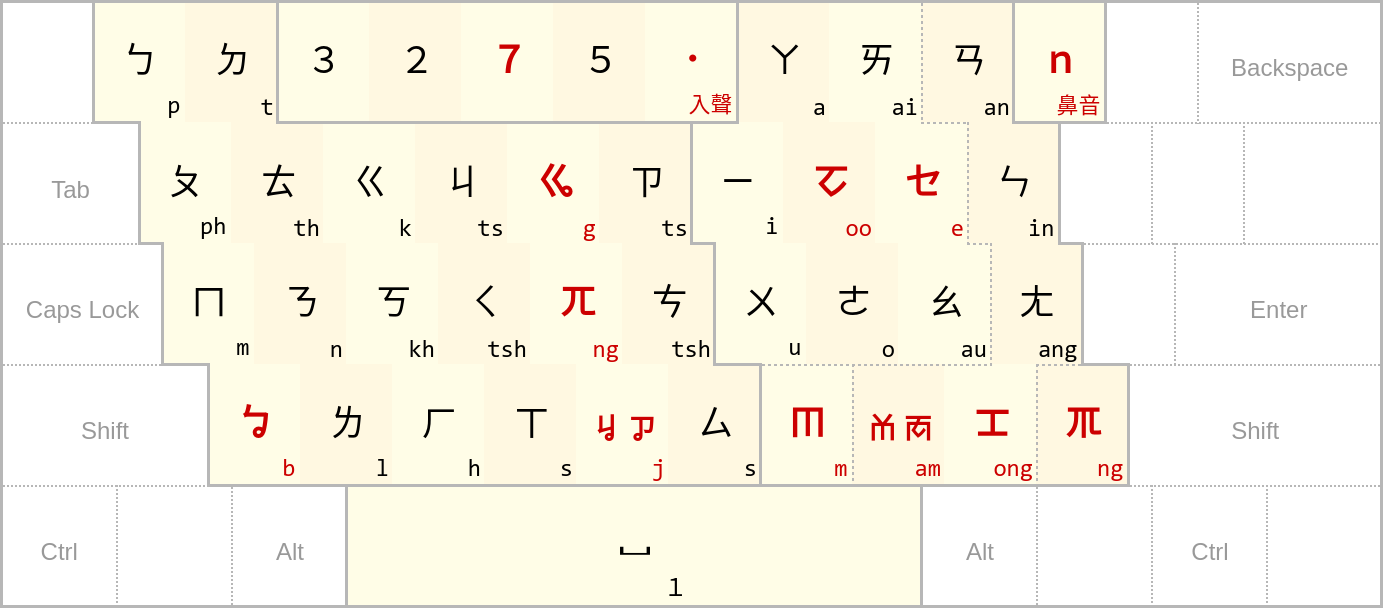 ㄅ ㄉ 3 2 7 5 · ㄚ ㄞ ㄢ n Backspace
p t 入聲 a ai an 鼻音
Tab ㄆ ㄊ ㄍ ㄐ ㆣ ㄗ ㄧ ㆦ ㆤ ㄣ
ph th k ts g ts i oo e in
Caps Lock ㄇ ㄋ ㄎ ㄑ ㄫ ㄘ ㄨ ㄜ ㄠ ㄤ Enter
m n kh tsh ng tsh u o au ang
Shift ㆠ ㄌ ㄏ ㄒ ㆢ ㆡ ㄙ ㆬ ㆰ ㆱ ㆲ ㆭ Shift
b l h s j s m am ong ng
Ctrl Alt ⎵ Alt Ctrl
1